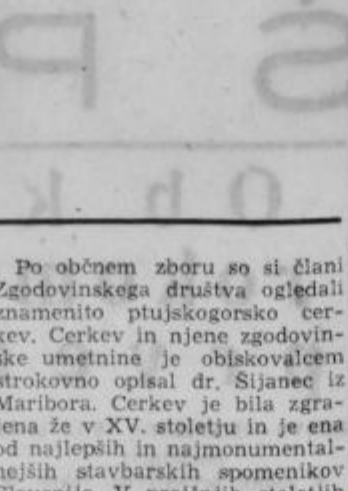 Po občnem zboru so si člani
Zgodovinskega društva ogledali
znamenito ptujskogorsko cer-
kev. Cerkev in njene zgodovin-
ske umetnine je obiskovalcem
strokovno opisal dr. Šijanec iz
Maribora. Cerkev je bila zgra-
jena že v XV. stoletju in je ena
od najlepših in najmonumental-
nejših stavbarskih spomenikov